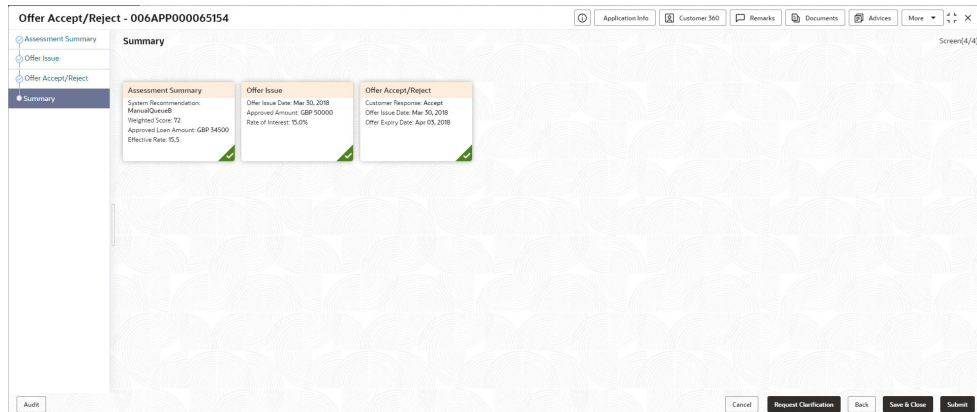 Offer Accept/Reject - 006APP000065154
Application Info
Customer 360
Remarks
Documents
Advices
More
Assessment Summary
Offer Issue
Offer Accept/Reject
Summary
Summary
Screen(4/4)
Assessment Summary
System Recommendation:
ManualQueueB
Weighted Score: 72
Approved Loan Amount: GBP 34500
Effective Rate: 15.5
Offer Issue
Offer Issue Date: Mar 30, 2018
Approved Amount: GBP 50000
Rate of Interest: 15.0%
Offer Accept/Reject
Customer Response: Accept
Offer Issue Date: Mar 30, 2018
Offer Expiry Date: Apr 03, 2018
Audit
Cancel
Request Clarification
Back
Save & Close
Submit